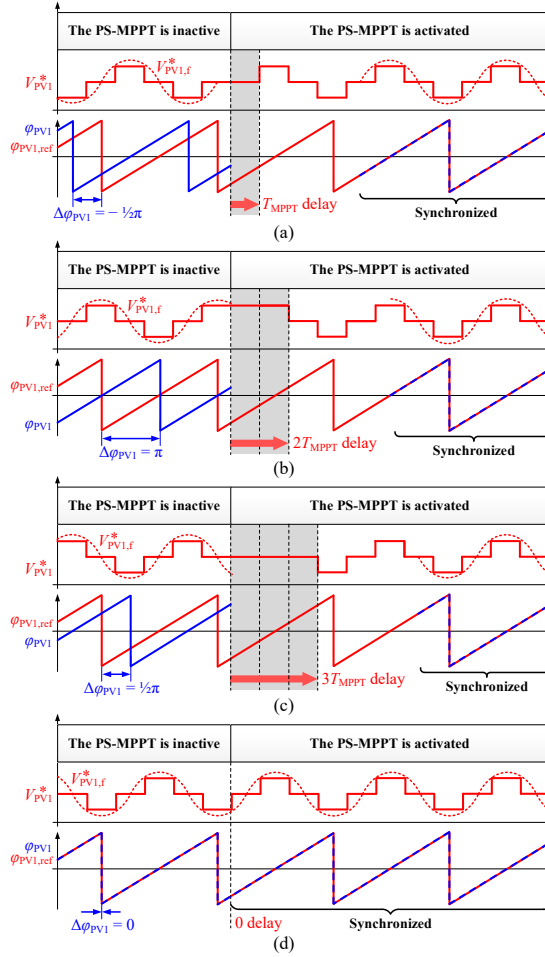 The PS-MPPT is inactive The PS-MPPT is activated
V*PV1,f
V*PV1
φPV1
φPV1,ref
ΔφPV1 = − ½π
TMPPT delay
Synchronized
(a)
The PS-MPPT is inactive The PS-MPPT is activated
V*PV1,f
V*PV1
φPV1,ref
φPV1
ΔφPV1 = π
2TMPPT delay
Synchronized
(b)
The PS-MPPT is inactive The PS-MPPT is activated
V*PV1,f
V*PV1
φPV1,ref
φPV1
ΔφPV1 = ½π
3TMPPT delay
Synchronized
(c)
The PS-MPPT is inactive The PS-MPPT is activated
V*PV1,f
V*PV1
φPV1
φPV1,ref
ΔφPV1 = 0
0 delay
Synchronized
(d)